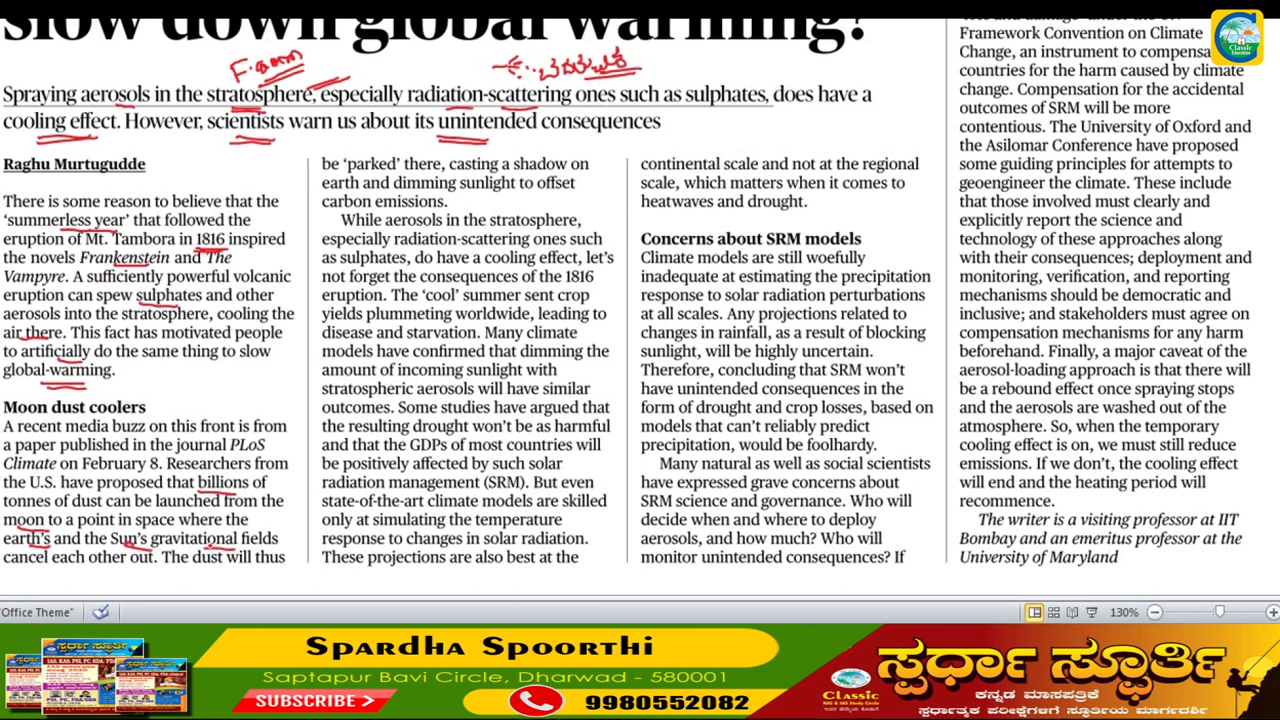 slow down global warming?
Spraying aerosols in the stratosphere, especially radiation-scattering ones such as sulphates, does have a
cooling effect. However, scientists warn us about its unintended consequences
Raghu Murtugudde
There is some reason to believe that the
‘summerless year’ that followed the
eruption of Mt. Tambora in 1816 inspired
the novels Frankenstein and The
Vampyre. A sufficiently powerful volcanic
eruption can spew sulphates and other
aerosols into the stratosphere, cooling the
air there. This fact has motivated people
to artificially do the same thing to slow
global-warming.
Moon dust coolers
A recent media buzz on this front is from
a paper published in the journal PLoS
Climate on February 8. Researchers from
the U.S. have proposed that billions of
tonnes of dust can be launched from the
moon to a point in space where the
earth’s and the Sun’s gravitational fields
cancel each other out. The dust will thus
be ‘parked’ there, casting a shadow on
earth and dimming sunlight to offset
carbon emissions.
While aerosols in the stratosphere,
especially radiation-scattering ones such
as sulphates, do have a cooling effect, let’s
not forget the consequences of the 1816
eruption. The ‘cool’ summer sent crop
yields plummeting worldwide, leading to
disease and starvation. Many climate
models have confirmed that dimming the
amount of incoming sunlight with
stratospheric aerosols will have similar
outcomes. Some studies have argued that
the resulting drought won’t be as harmful
and that the GDPs of most countries will
be positively affected by such solar
radiation management (SRM). But even
state-of-the-art climate models are skilled
only at simulating the temperature
response to changes in solar radiation.
These projections are also best at the
continental scale and not at the regional
scale, which matters when it comes to
heatwaves and drought.
Concerns about SRM models
Climate models are still woefully
inadequate at estimating the precipitation
response to solar radiation perturbations
at all scales. Any projections related to
changes in rainfall, as a result of blocking
sunlight, will be highly uncertain.
Therefore, concluding that SRM won’t
have unintended consequences in the
form of drought and crop losses, based on
models that can’t reliably predict
precipitation, would be foolhardy.
Many natural as well as social scientists
have expressed grave concerns about
SRM science and governance. Who will
decide when and where to deploy
aerosols, and how much? Who will
monitor unintended consequences? If
Framework Convention on Climate
Change, an instrument to compensa
countries for the harm caused by climate
change. Compensation for the accidental
outcomes of SRM will be more
contentious. The University of Oxford and
the Asilomar Conference have proposed
some guiding principles for attempts to
geoengineer the climate. These include
that those involved must clearly and
explicitly report the science and
technology of these approaches along
with their consequences; deployment and
monitoring, verification, and reporting
mechanisms should be democratic and
inclusive; and stakeholders must agree on
compensation mechanisms for any harm
beforehand. Finally, a major caveat of the
aerosol-loading approach is that there will
be a rebound effect once spraying stops
and the aerosols are washed out of the
atmosphere. So, when the temporary
cooling effect is on, we must still reduce
emissions. If we don’t, the cooling effect
will end and the heating period will
recommence.
The writer is a visiting professor at IIT
Bombay and an emeritus professor at the
University of Maryland
Classic
Education
"Office Theme"
130%
Spardha Spoorthi
Saptapur Bavi Circle, Dharwad - 580001
SUBSCRIBE
9980552082
Classic
KAS & IAS Study Circle
ಸ್ಪರ್ಧಾ ಸ್ಫೂರ್ತಿ
ಕನ್ನಡ ಮಾಸಪತ್ರಿಕೆ
ಸ್ಪರ್ಧಾತ್ಮಕ ಪರೀಕ್ಷೆಗಳಿಗೆ ಸ್ಫೂರ್ತಿಯ ಮಾರ್ಗದರ್ಶಿ